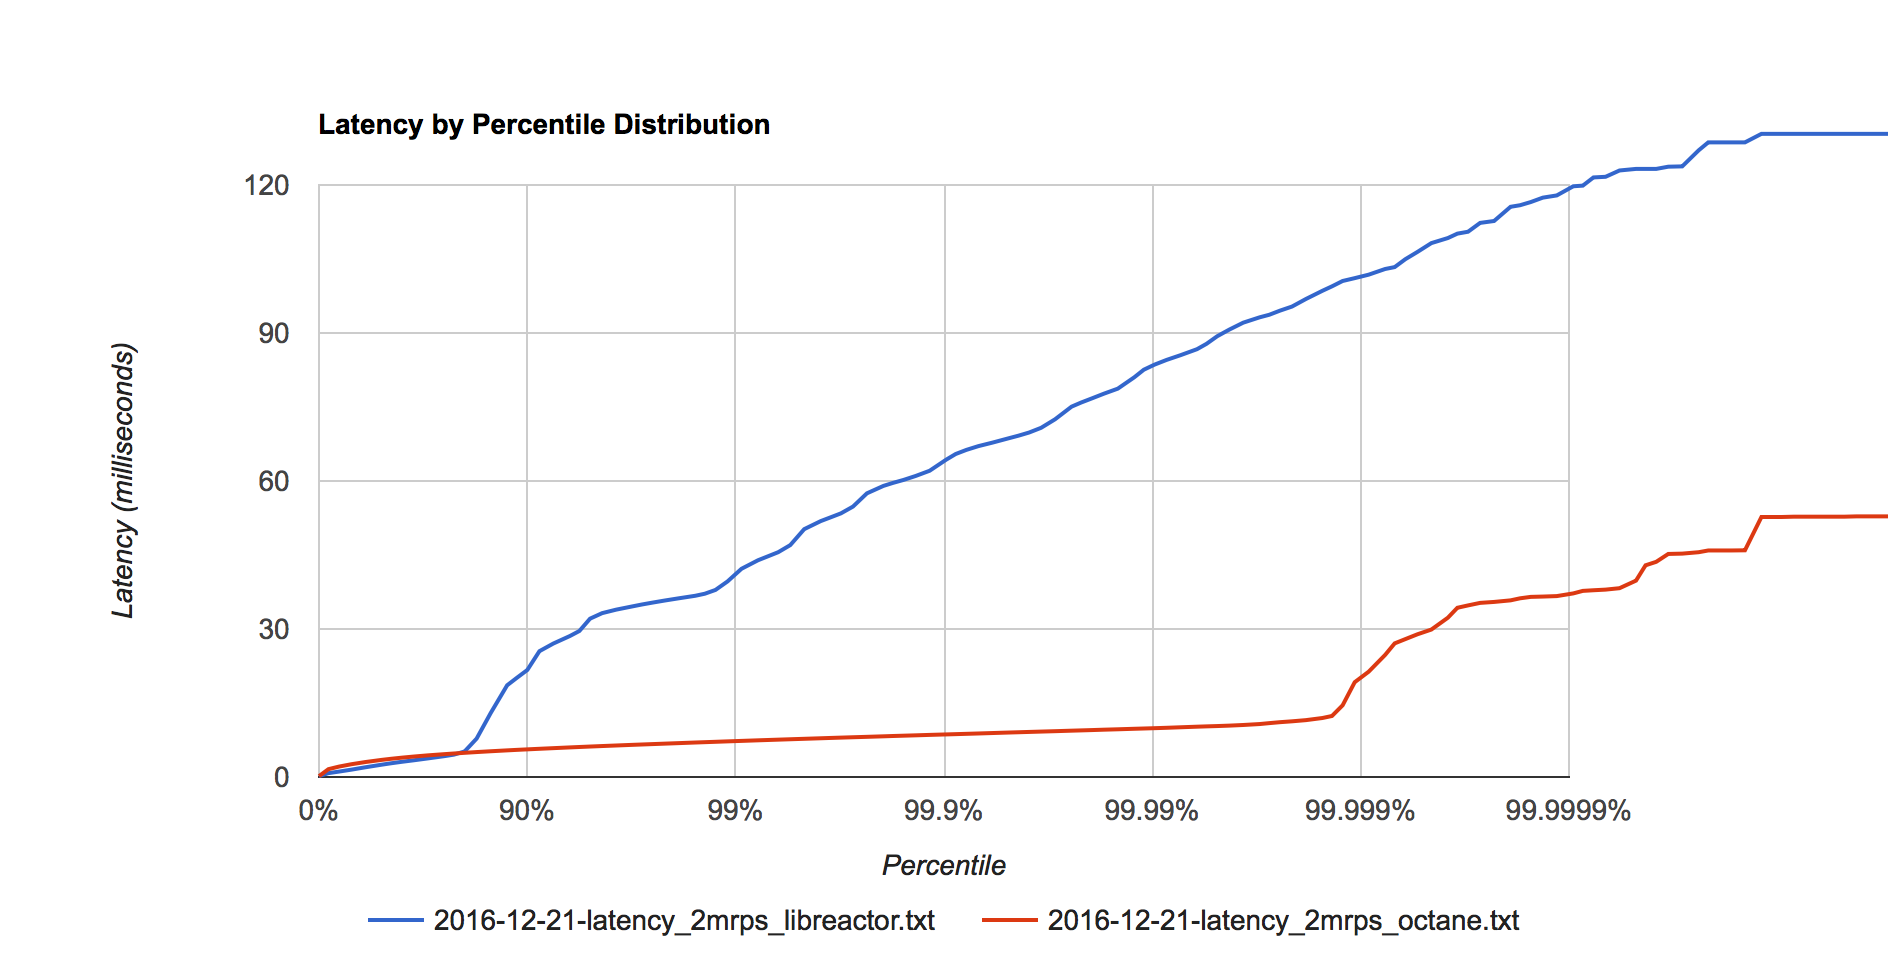 Latency by Percentile Distribution
120
90
60
30
0
Latency (milliseconds)
0% 90% 99% 99.9% 99.99% 99.999% 99.9999%
Percentile
2016-12-21-latency_2mrps_libreactor.txt 2016-12-21-latency_2mrps_octane.txt